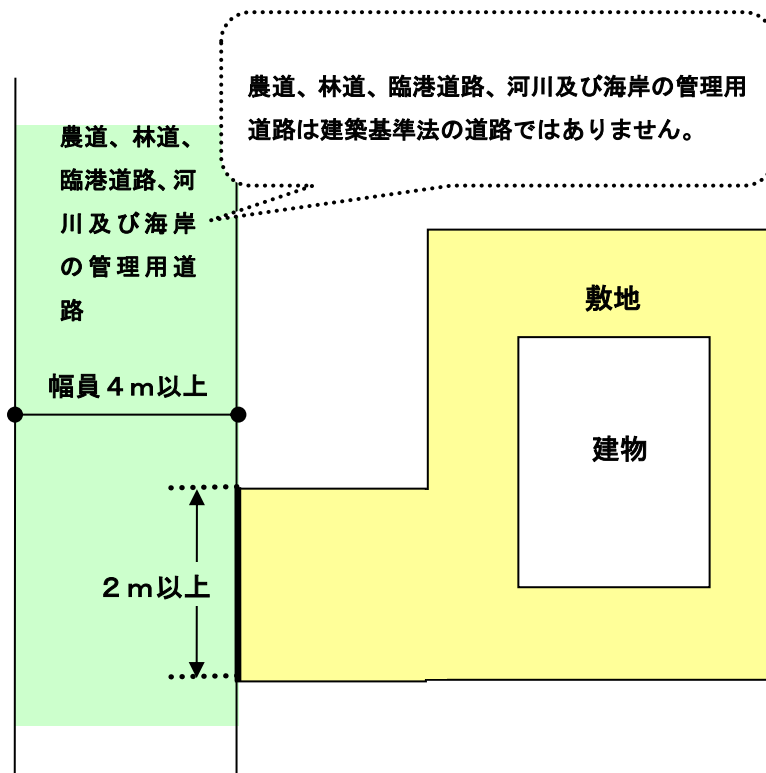 農道、林道、臨港道路、河川及び海岸の管理用
道路は建築基準法の道路ではありません。
農道、林道、
臨港道路、河
川及び海岸
の管理用道
路
敷地
幅員４ｍ以上
建物
２ｍ以上